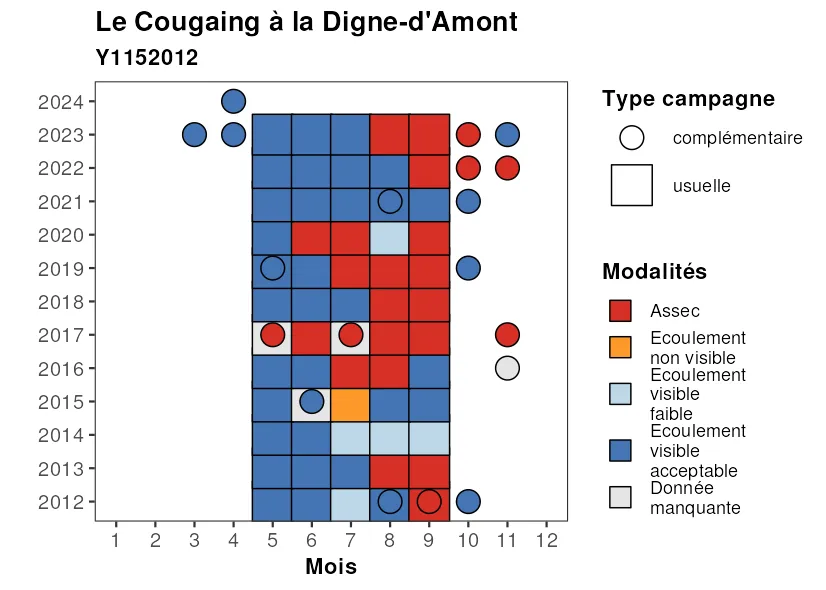 Le Cougaing à la Digne-d'Amont
Y1152012
2024
2023
2022
2021
2020
2019
2018
2017
2016
2015
2014
2013
2012
1 2 3 4 5 6 7 8 9 10 11 12
Mois
Type campagne
complémentaire
usuelle
Modalités
Assec
Ecoulement
non visible
Ecoulement
visible
faible
Ecoulement
visible
acceptable
Donnée
manquante